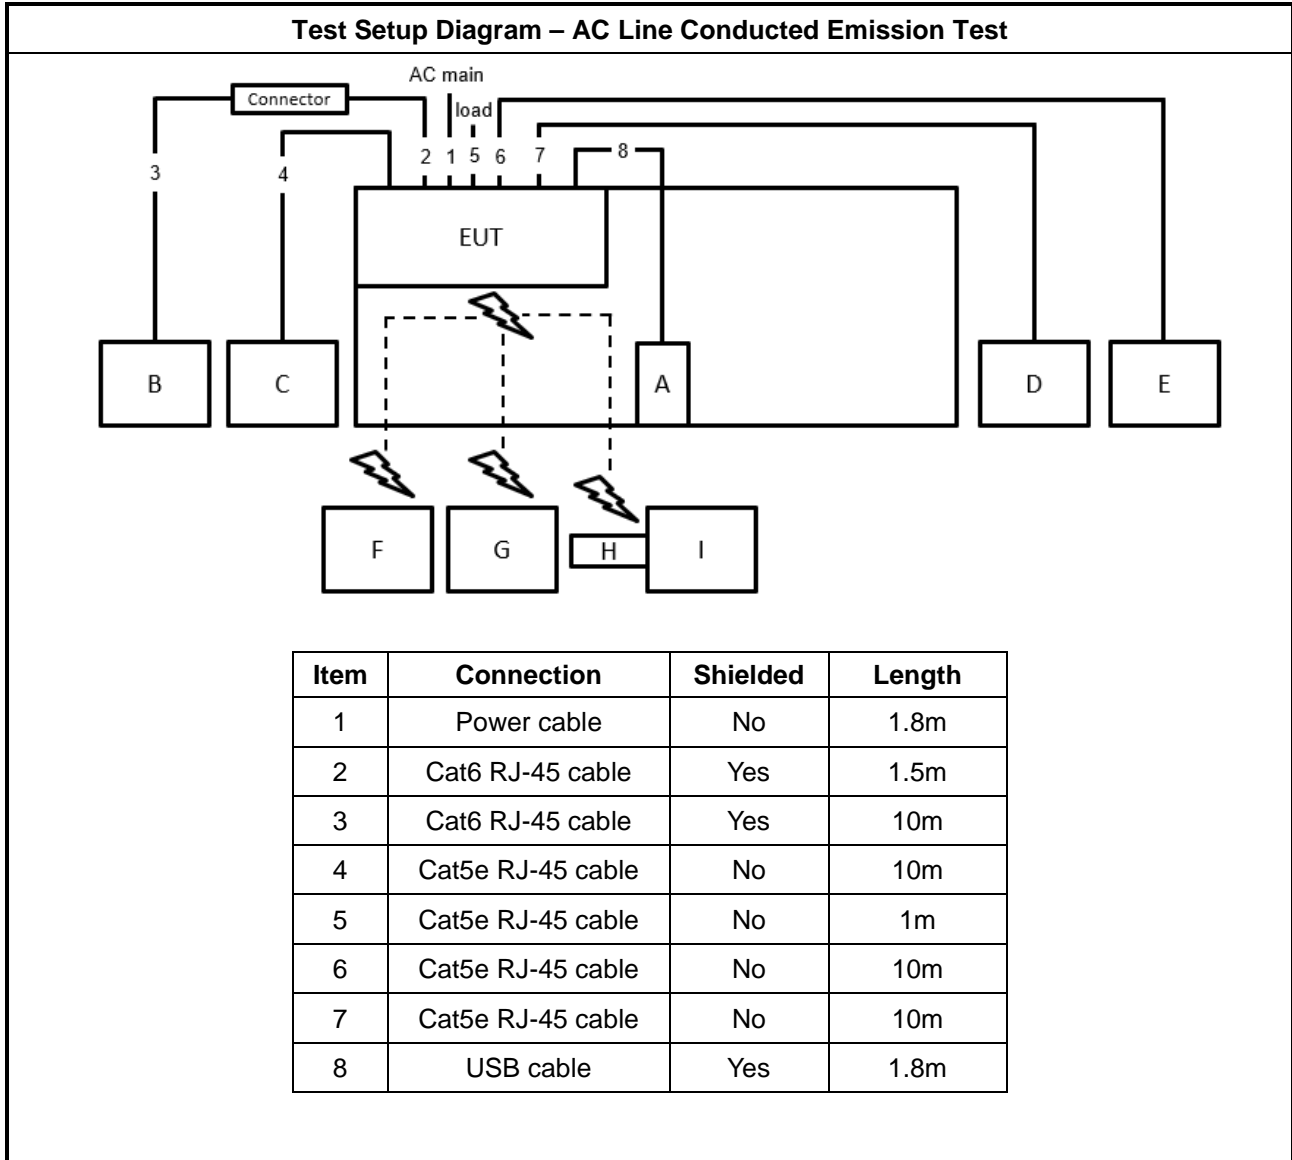 Test Setup Diagram – AC Line Conducted Emission Test
AC main
Connector
load
3
4
2 1 5 6 7 8
EUT
B C A D E
F G H I
Item Connection Shielded Length
1 Power cable No 1.8m
2 Cat6 RJ-45 cable Yes 1.5m
3 Cat6 RJ-45 cable Yes 10m
4 Cat5e RJ-45 cable No 10m
5 Cat5e RJ-45 cable No 1m
6 Cat5e RJ-45 cable No 10m
7 Cat5e RJ-45 cable No 10m
8 USB cable Yes 1.8m